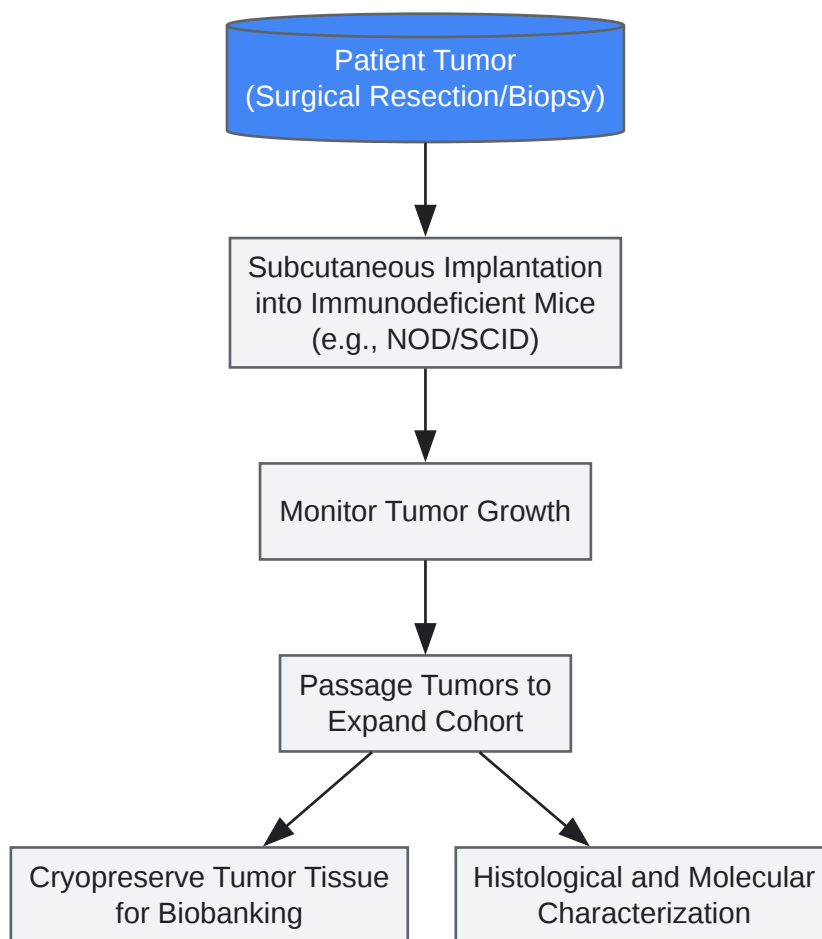 Patient Tumor
(Surgical Resection/Biopsy)
Subcutaneous Implantation
into Immunodeficient Mice
(e.g., NOD/SCID)
Monitor Tumor Growth
Passage Tumors to
Expand Cohort
Cryopreserve Tumor Tissue
for Biobanking
Histological and Molecular
Characterization